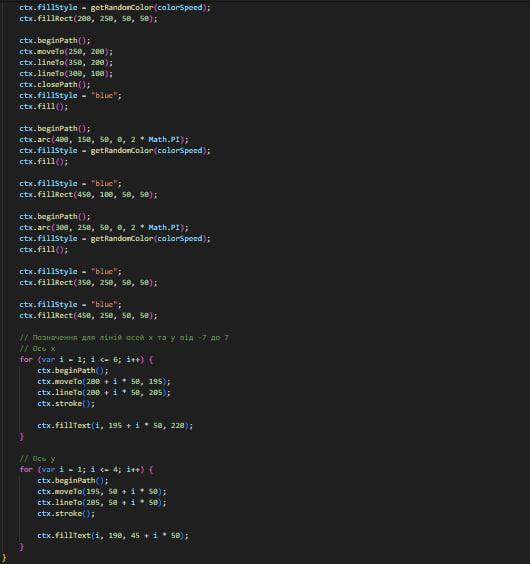 ctx.fillStyle = getRandomColor(colorSpeed);
ctx.fillRect(200, 250, 50, 50);
ctx.beginPath();
ctx.moveTo(250, 200);
ctx.lineTo(350, 200);
ctx.lineTo(300, 100);
ctx.closePath();
ctx.fillStyle = "blue";
ctx.fill();
ctx.beginPath();
ctx.arc(400, 150, 50, 0, 2 * Math.PI);
ctx.fillStyle = getRandomColor(colorSpeed);
ctx.fill();
ctx.fillStyle = "blue";
ctx.fillRect(450, 100, 50, 50);
ctx.beginPath();
ctx.arc(300, 250, 50, 0, 2 * Math.PI);
ctx.fillStyle = getRandomColor(colorSpeed);
ctx.fill();
ctx.fillStyle = "blue";
ctx.fillRect(350, 250, 50, 50);
ctx.fillStyle = "blue";
ctx.fillRect(450, 250, 50, 50);
// Позначення для ліній осей x та y від -7 до 7
// Ось x
for (var i = 1; i <= 6; i++) {
ctx.beginPath();
ctx.moveTo(200 + i * 50, 195);
ctx.lineTo(200 + i * 50, 205);
ctx.stroke();
ctx.fillText(i, 195 + i * 50, 220);
}
// Ось y
for (var i = 1; i <= 4; i++) {
ctx.beginPath();
ctx.moveTo(195, 50 + i * 50);
ctx.lineTo(205, 50 + i * 50);
ctx.stroke();
ctx.fillText(i, 190, 45 + i * 50);
}
}